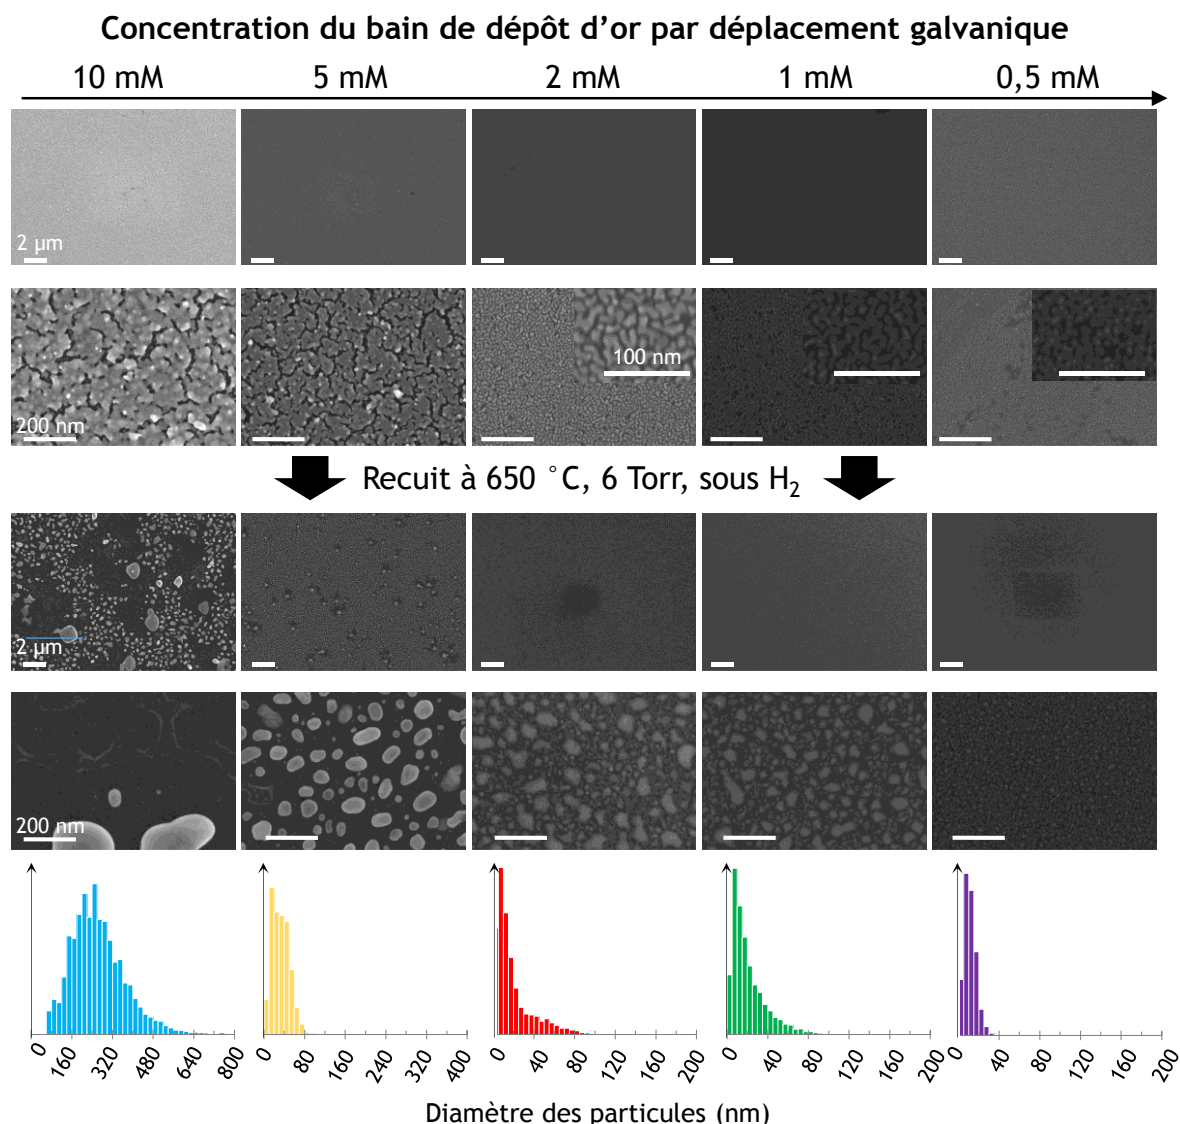 Concentration du bain de dépôt d’or par déplacement galvanique
10 mM 5 mM 2 mM 1 mM 0,5 mM
2 µm
100 nm
200 nm
Recuit à 650 °C, 6 Torr, sous H₂
2 µm
200 nm
0 160 320 480 640 800 0 80 160 240 320 400 0 40 80 120 160 200 0 40 80 120 160 200 0 40 80 120 160 200
Diamètre des particules (nm)